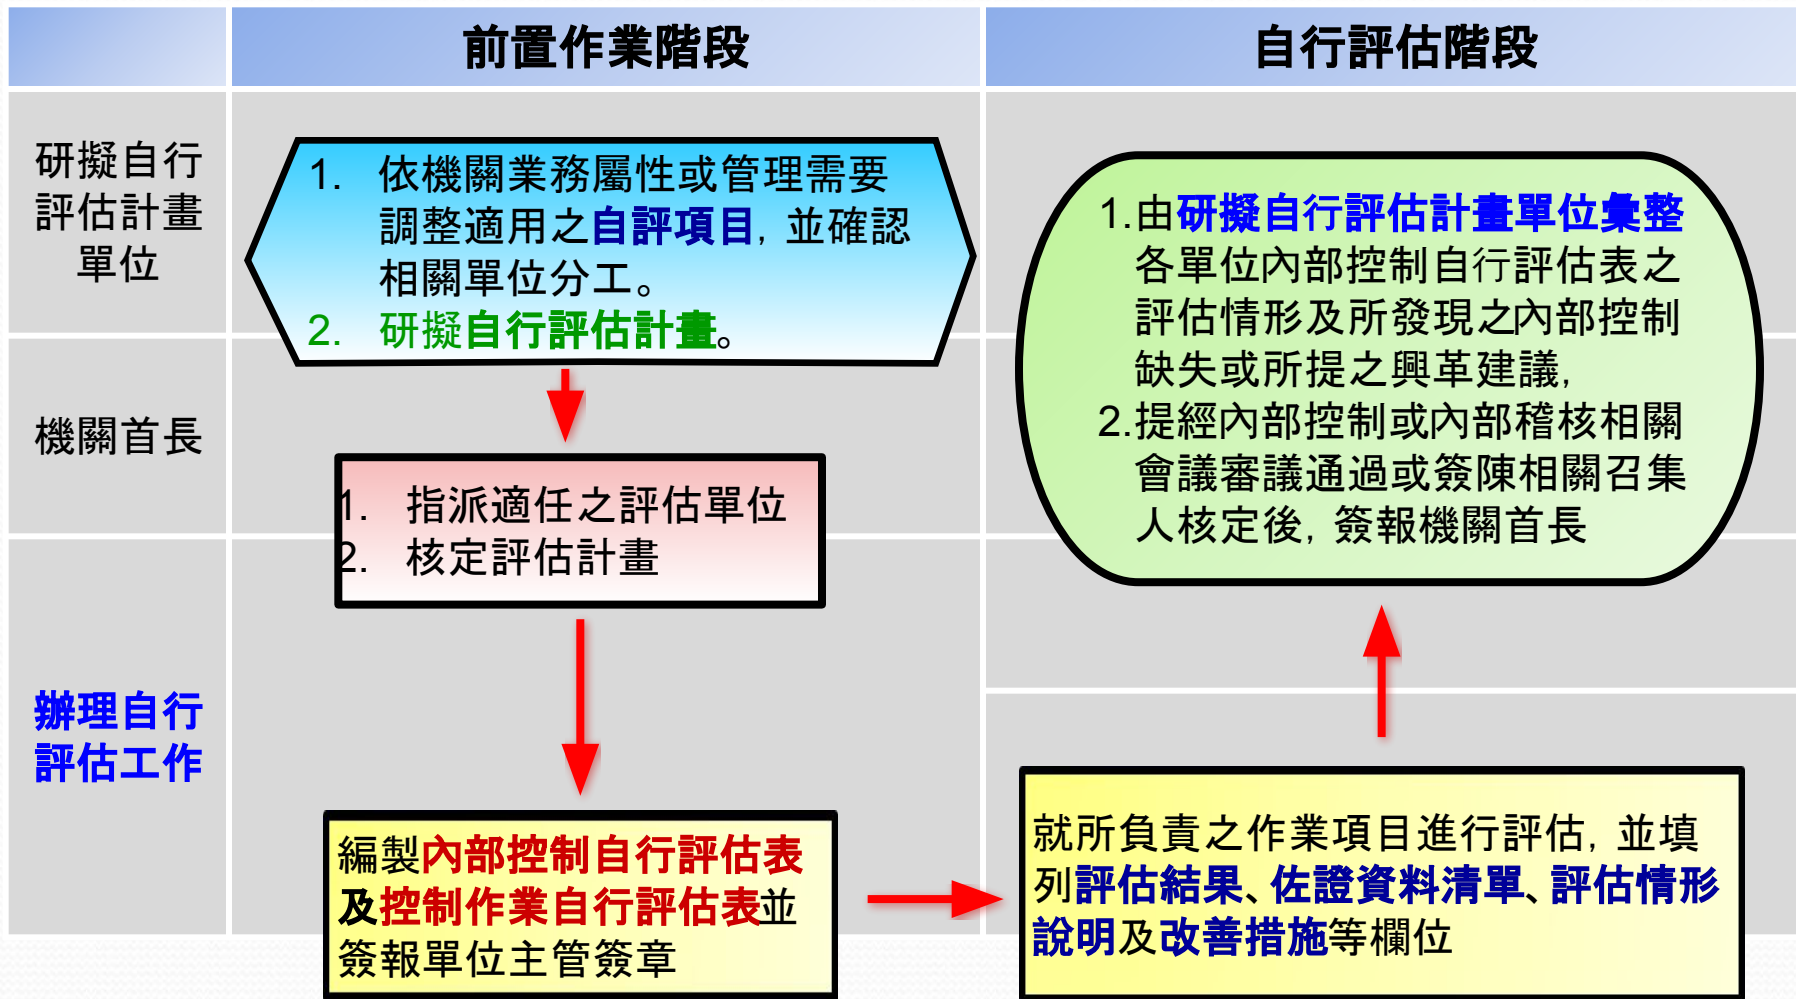 前置作業階段
自行評估階段
研擬自行
評估計畫
單位
1. 依機關業務屬性或管理需要
調整適用之自評項目，並確認
相關單位分工。
2. 研擬自行評估計畫。
1.由研擬自行評估計畫單位彙整
各單位內部控制自行評估表之
評估情形及所發現之內部控制
缺失或所提之興革建議，
2.提經內部控制或內部稽核相關
會議審議通過或簽陳相關召集
人核定後，簽報機關首長
機關首長
1. 指派適任之評估單位
2. 核定評估計畫
辦理自行
評估工作
編製內部控制自行評估表
及控制作業自行評估表並
簽報單位主管簽章
就所負責之作業項目進行評估，並填
列評估結果、佐證資料清單、評估情形
說明及改善措施等欄位